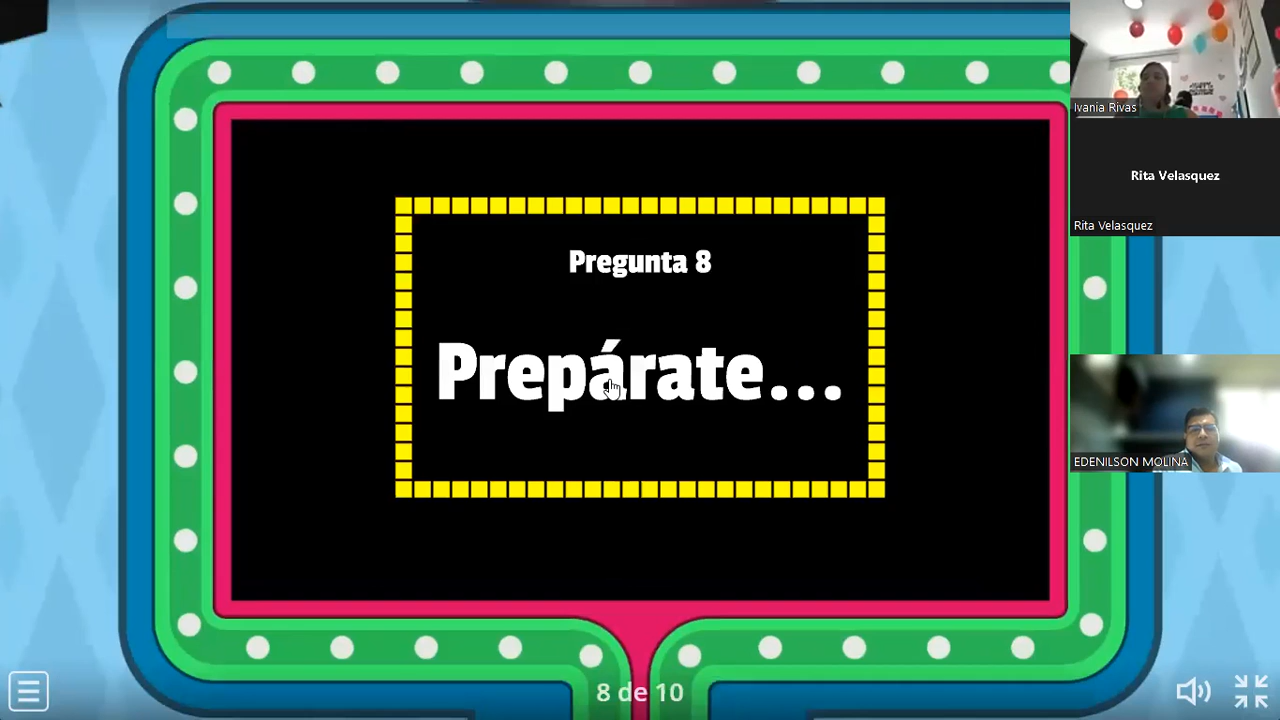 Pregunta 8
Prepárate...
8 de 10
Ivania Rivas
Rita Velasquez
Rita Velasquez
EDENILSON MOLINA